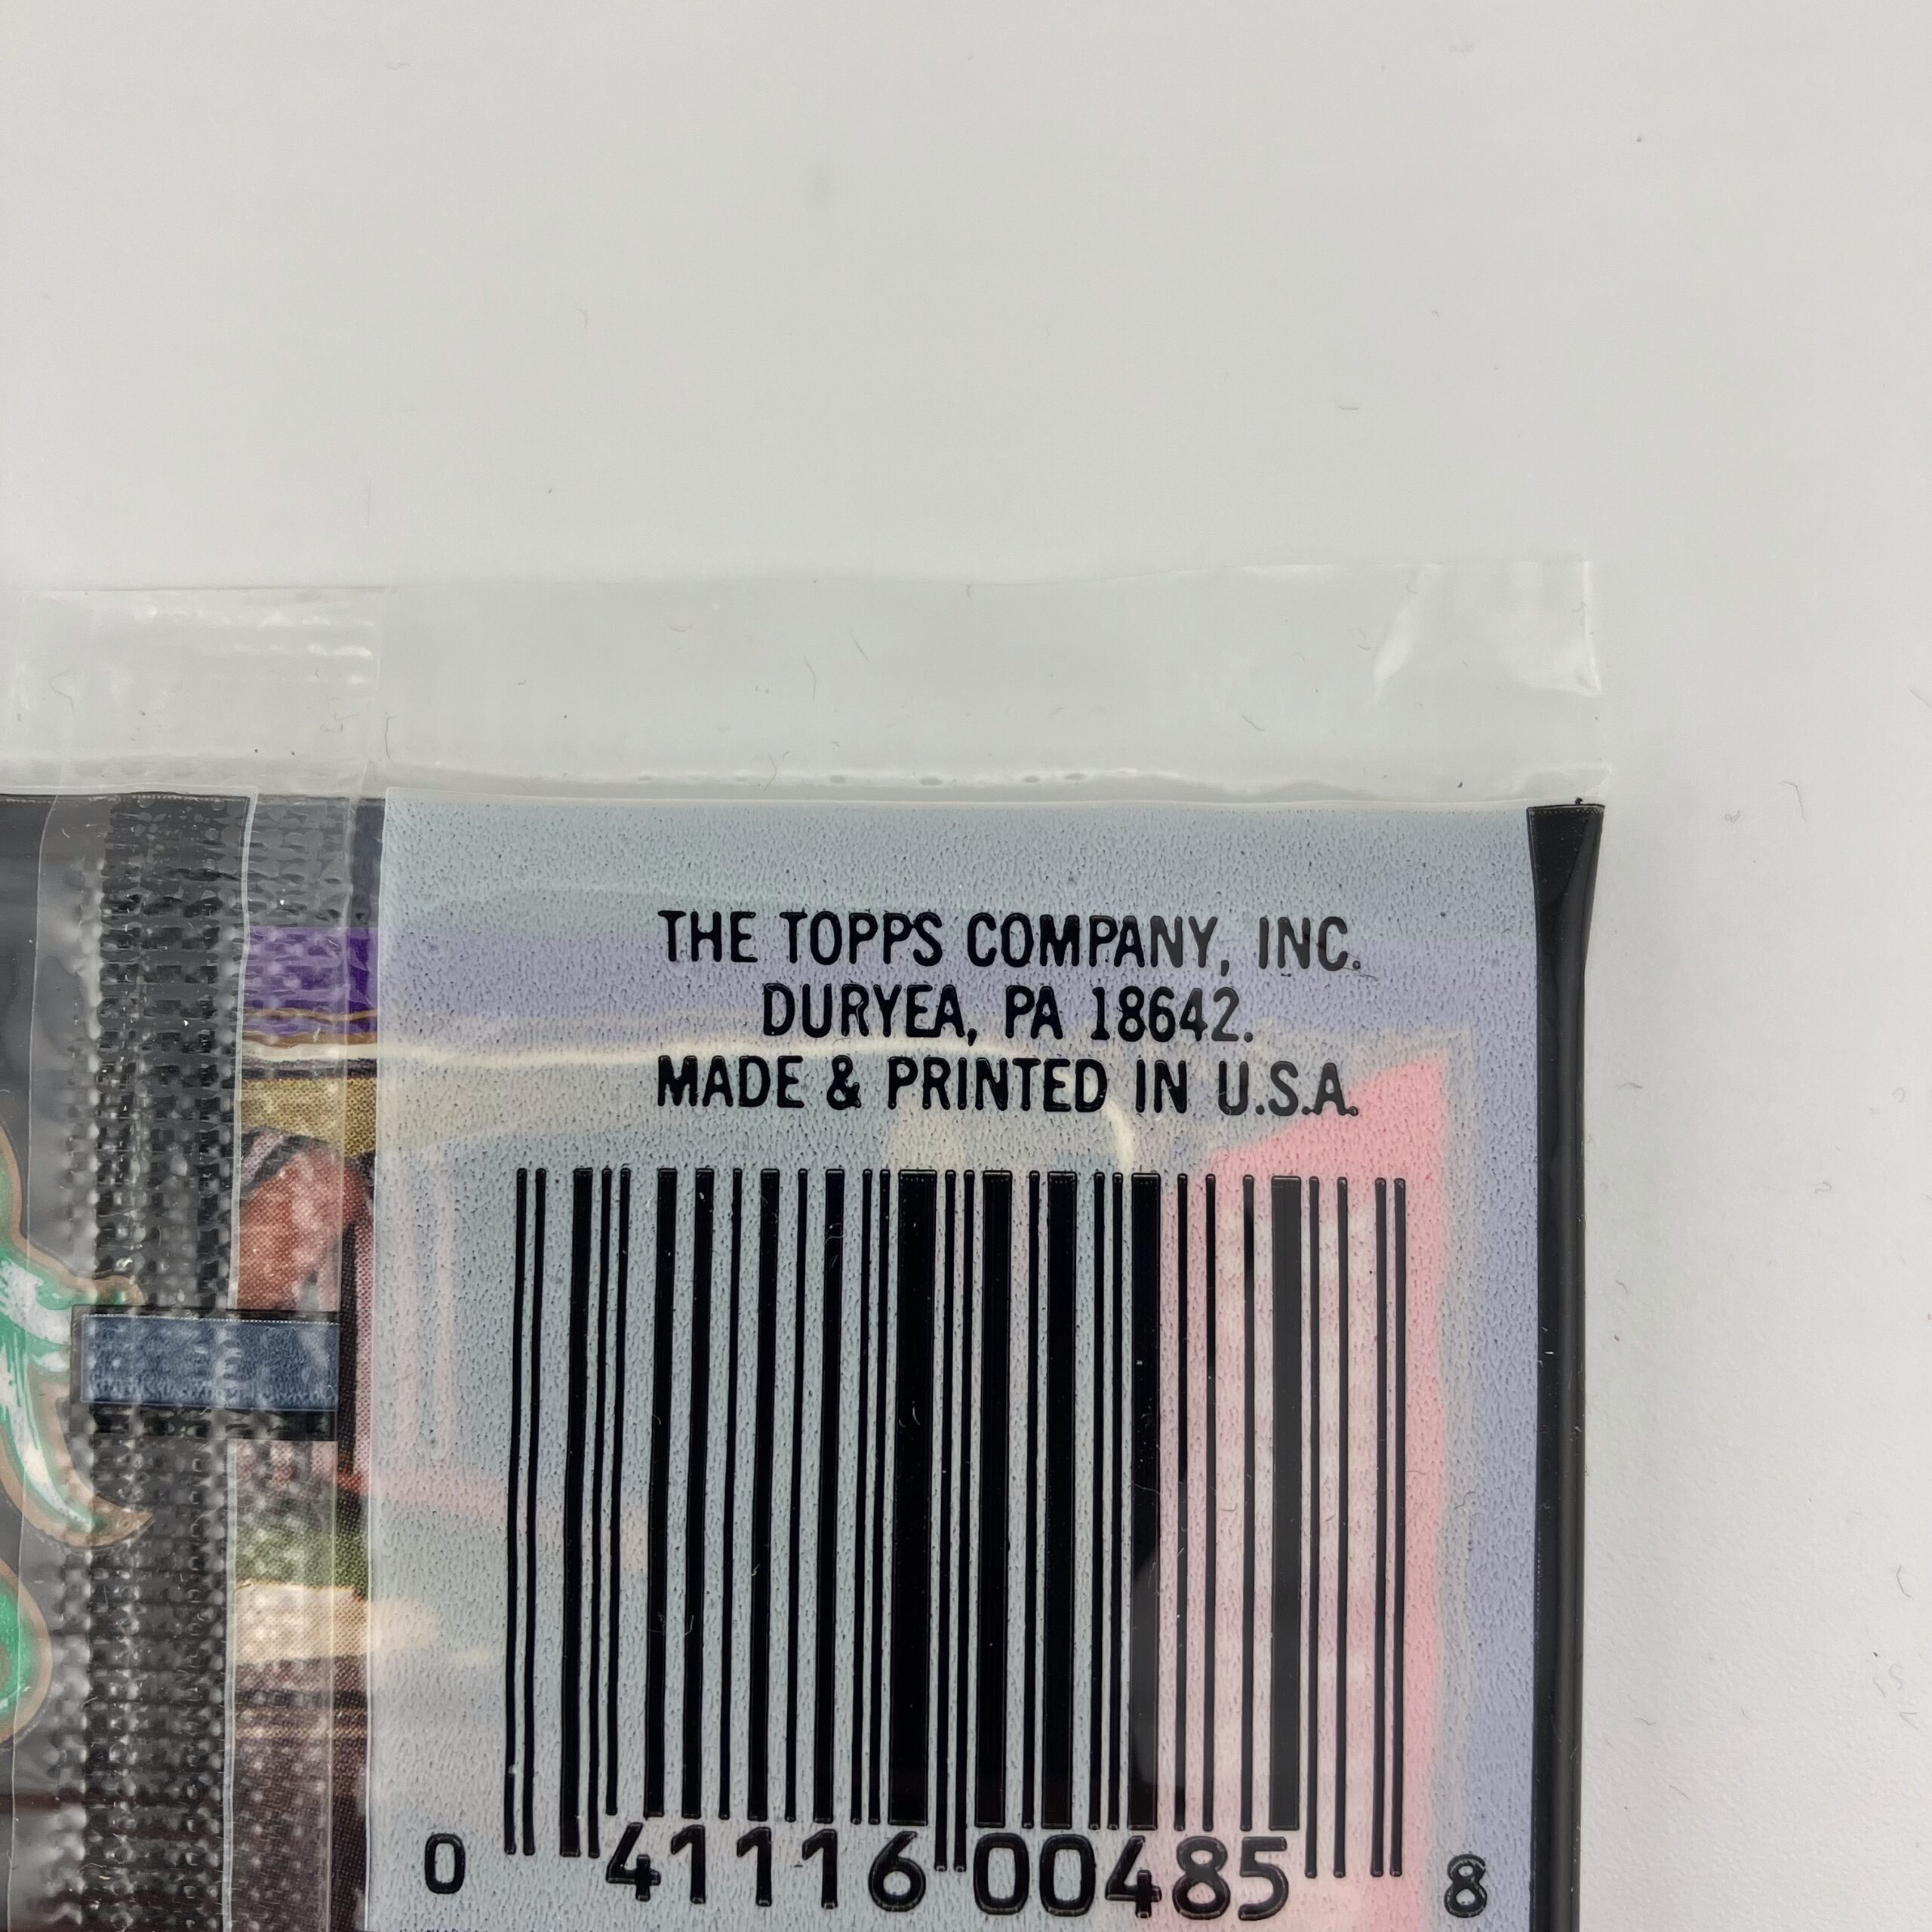 THE TOPPS COMPANY, INC.
DURYEA, PA 18642.
MADE & PRINTED IN U.S.A.
0 41116 00485 8